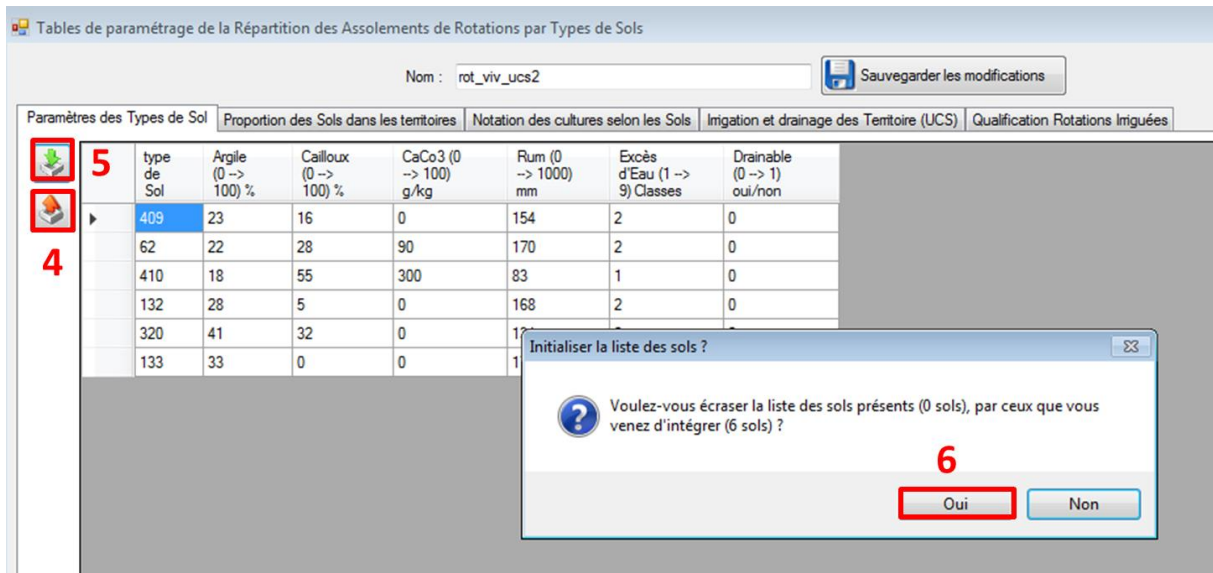 Tables de paramétrage de la Répartition des Assolements de Rotations par Types de Sols
Nom : rot_viv_ucs2 Sauvegarder les modifications
Paramètres des Types de Sol Proportion des Sols dans les territoires Notation des cultures selon les Sols Irrigation et drainage des Territoire (UCS) Qualification Rotations Irriguées
5
4
type de Sol Argile (0 --> 100) % Cailloux (0 --> 100) % CaCo3 (0 --> 100) g/kg Rum (0 --> 1000) mm Excès d'Eau (1 --> 9) Classes Drainable (0 --> 1) oui/non
409 23 16 0 154 2 0
62 22 28 90 170 2 0
410 18 55 300 83 1 0
132 28 5 0 168 2 0
320 41 32 0
133 33 0 0
Initialiser la liste des sols ?
Voulez-vous écraser la liste des sols présents (0 sols), par ceux que vous
venez d'intégrer (6 sols) ?
6
Oui Non